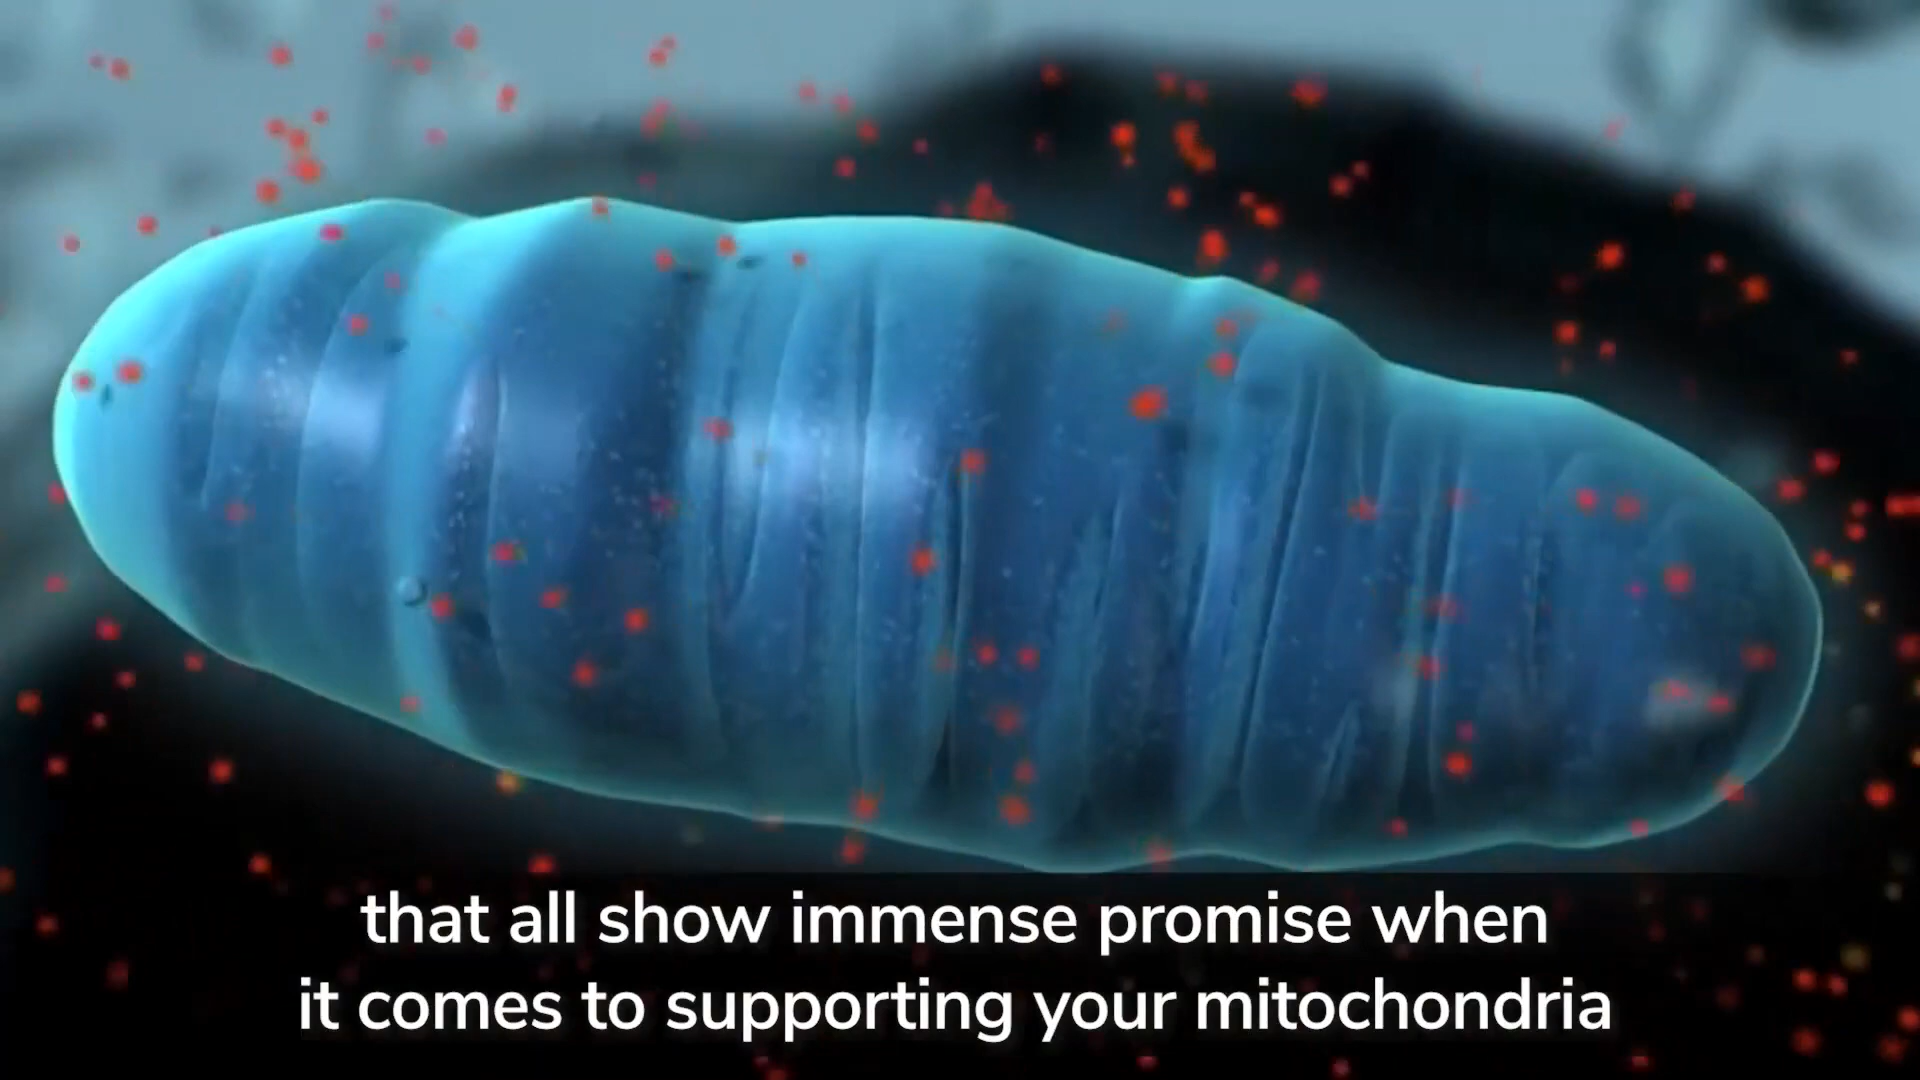 that all show immense promise when
it comes to supporting your mitochondria